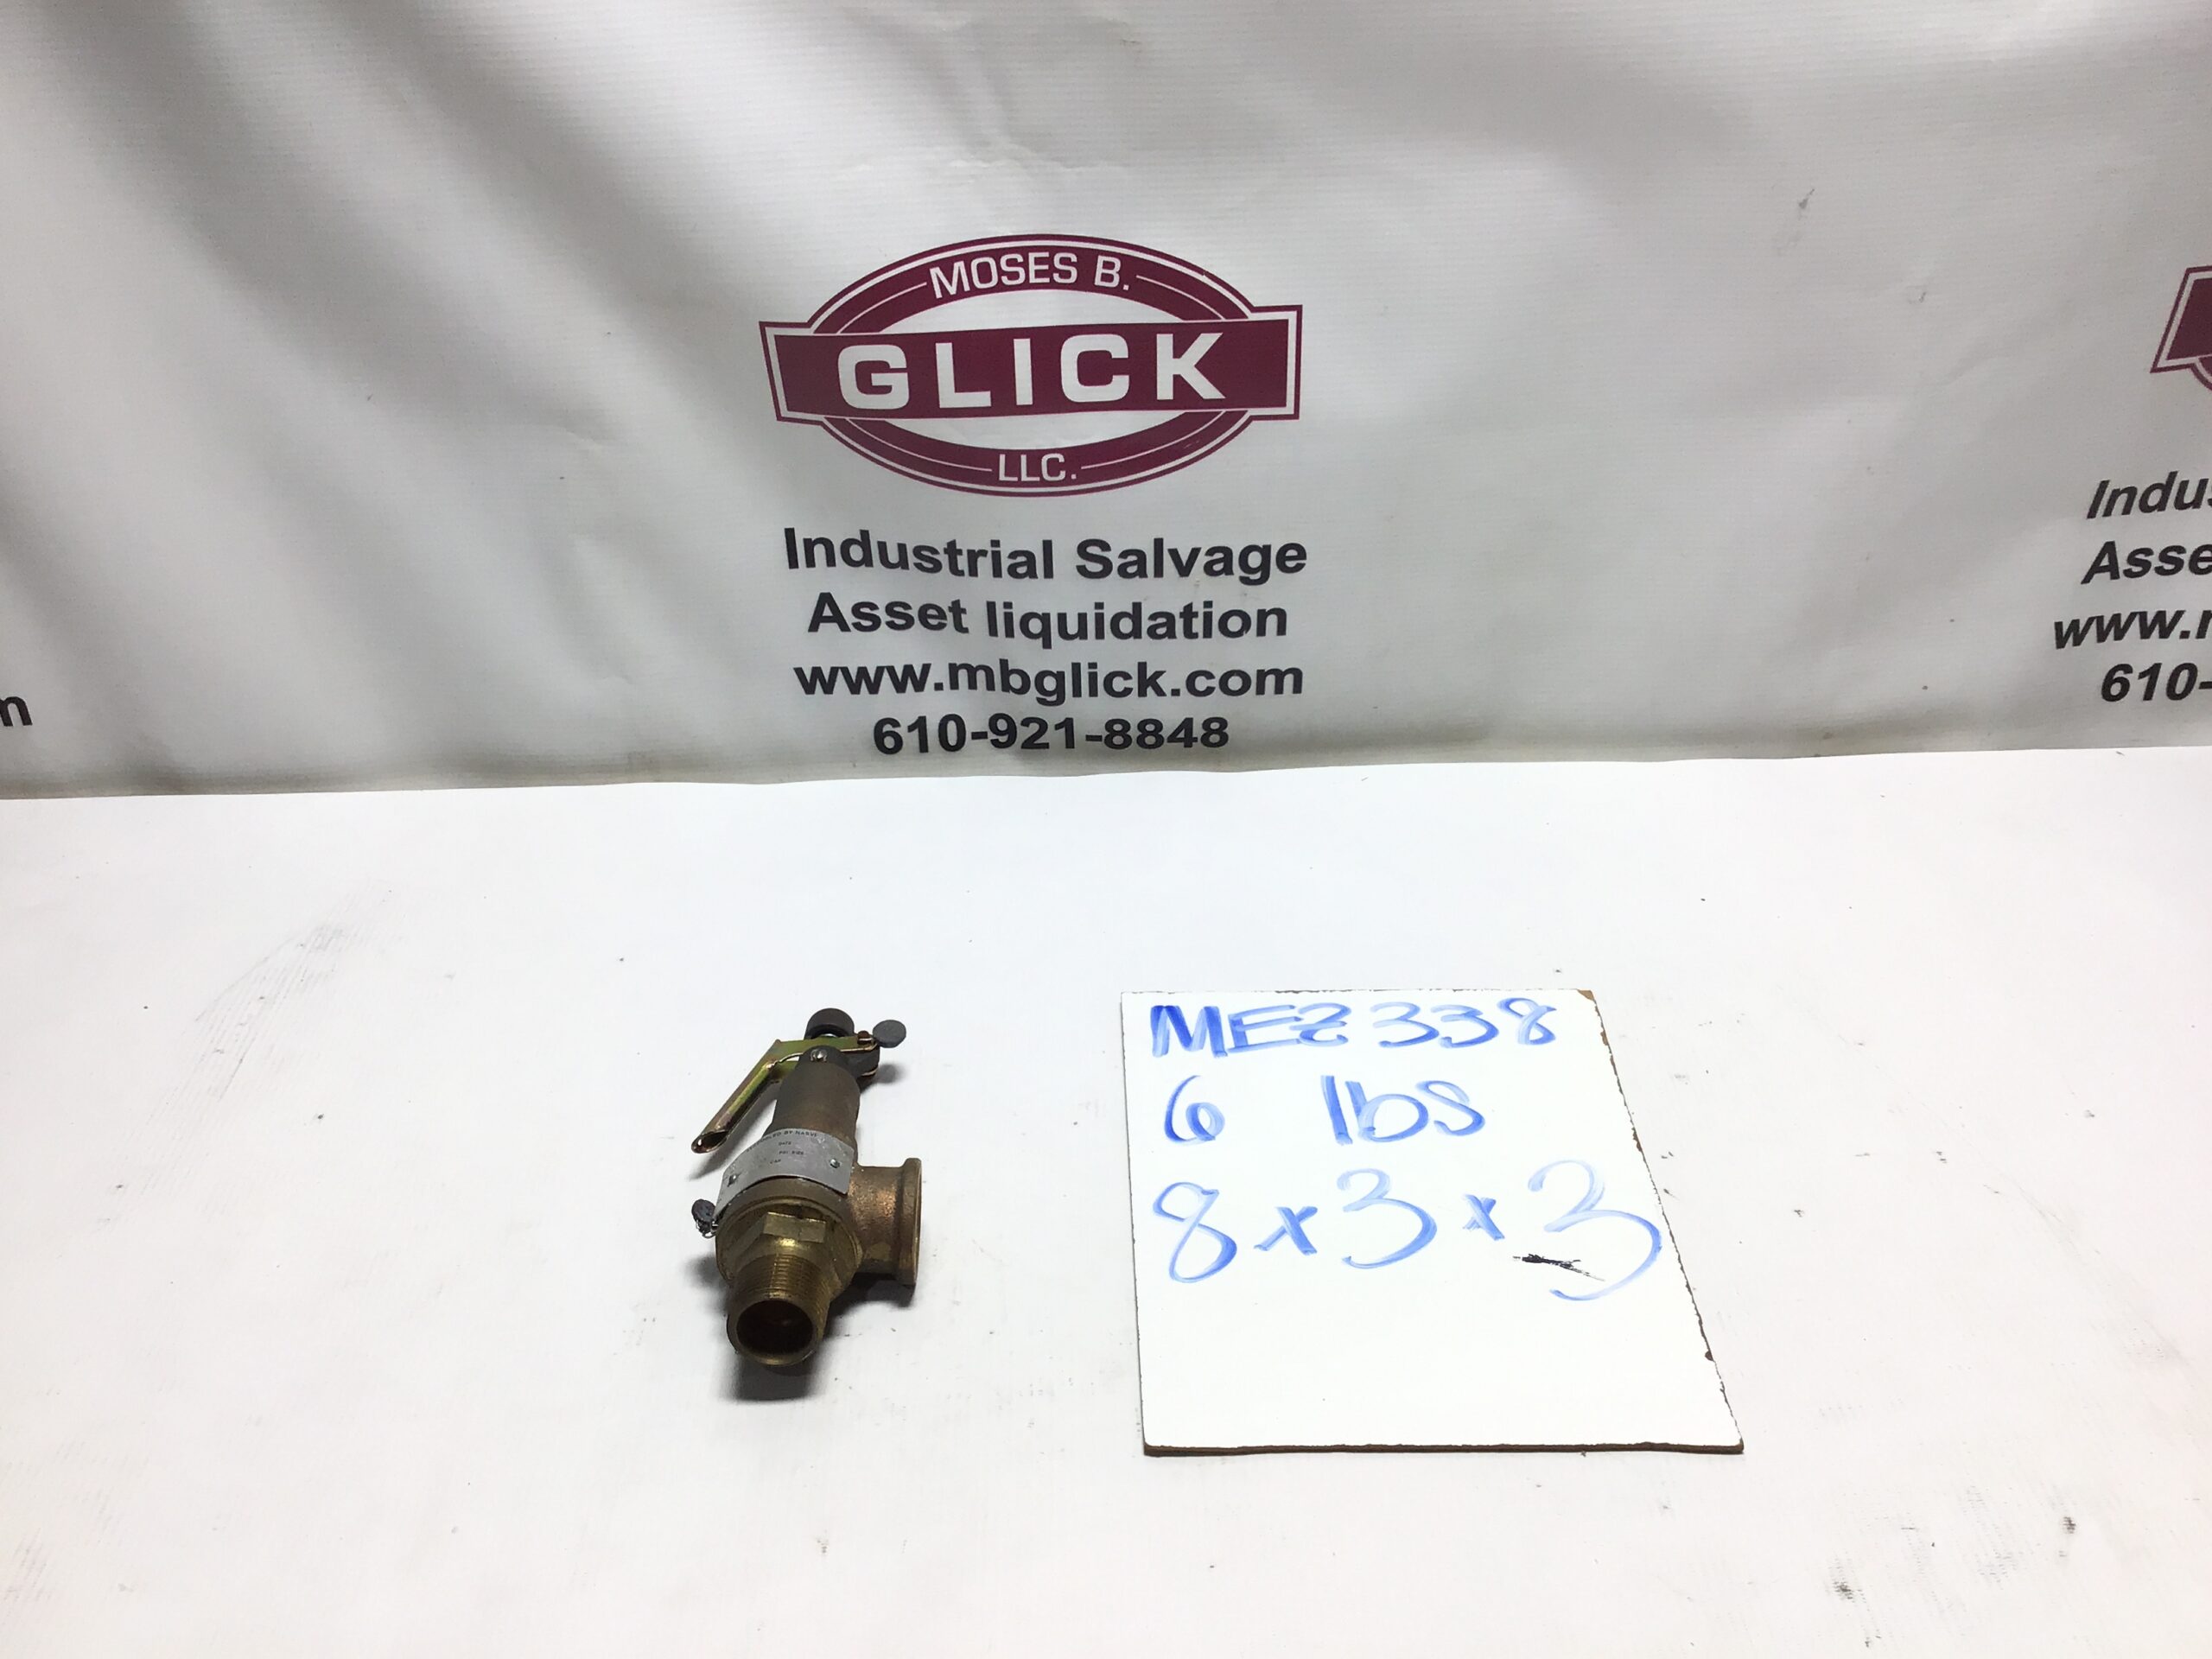 MOSES B.
GLICK
LLC.
Industrial Salvage
Asset liquidation
www.mbglick.com
610-921-8848
Indus
Asse
www.
610-
m
MEZ338
6 lbs
8x3x3